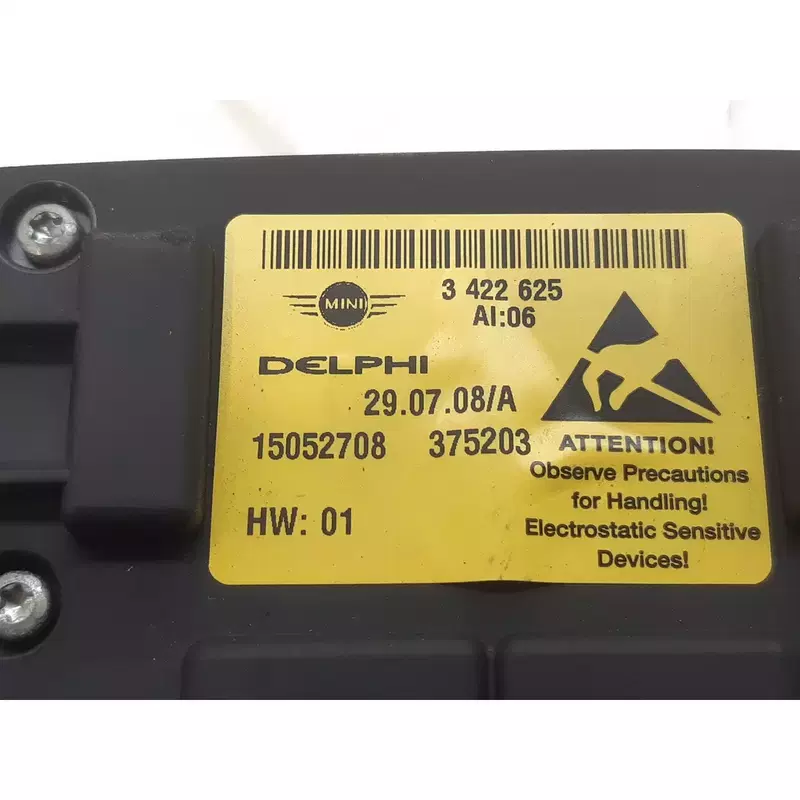 3 422 625
MINI
AI:06
DELPHI
29.07.08/A
15052708 375203
ATTENTION!
Observe Precautions
for Handling!
Electrostatic Sensitive
Devices!
HW: 01